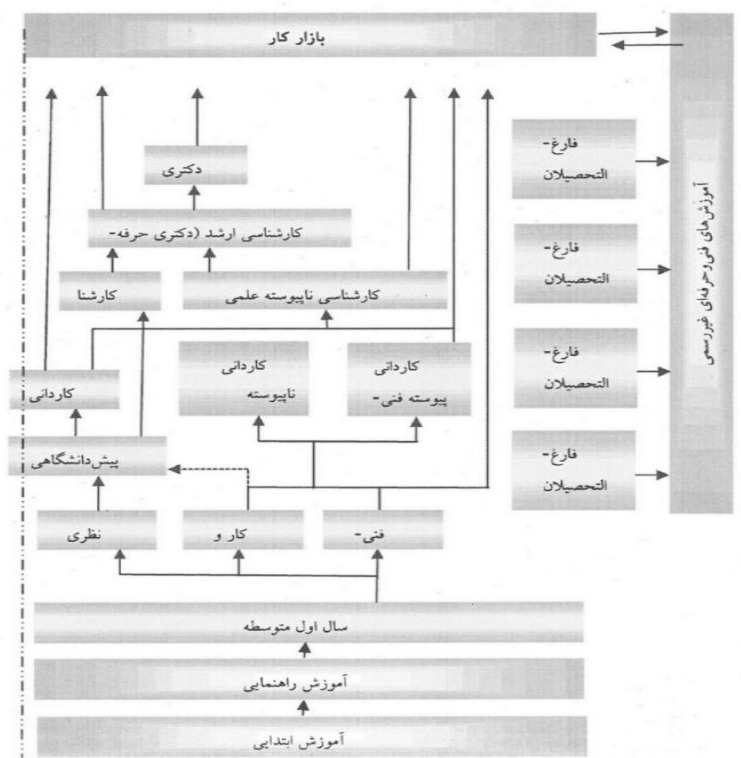 بازار کار
آموزش‌های فنی‌وحرفه‌ای غیررسمی
فارغ-
التحصیلان
دکتری
کارشناسی ارشد (دکتری حرفه-
فارغ-
التحصیلان
کارشناسی ناپیوسته علمی
کارشنا
فارغ-
التحصیلان
کاردانی
پیوسته فنی-
کاردانی
ناپیوسته
کاردانی
فارغ-
التحصیلان
پیش‌دانشگاهی
فنی-
کار و
نظری
سال اول متوسطه
آموزش راهنمایی
آموزش ابتدایی